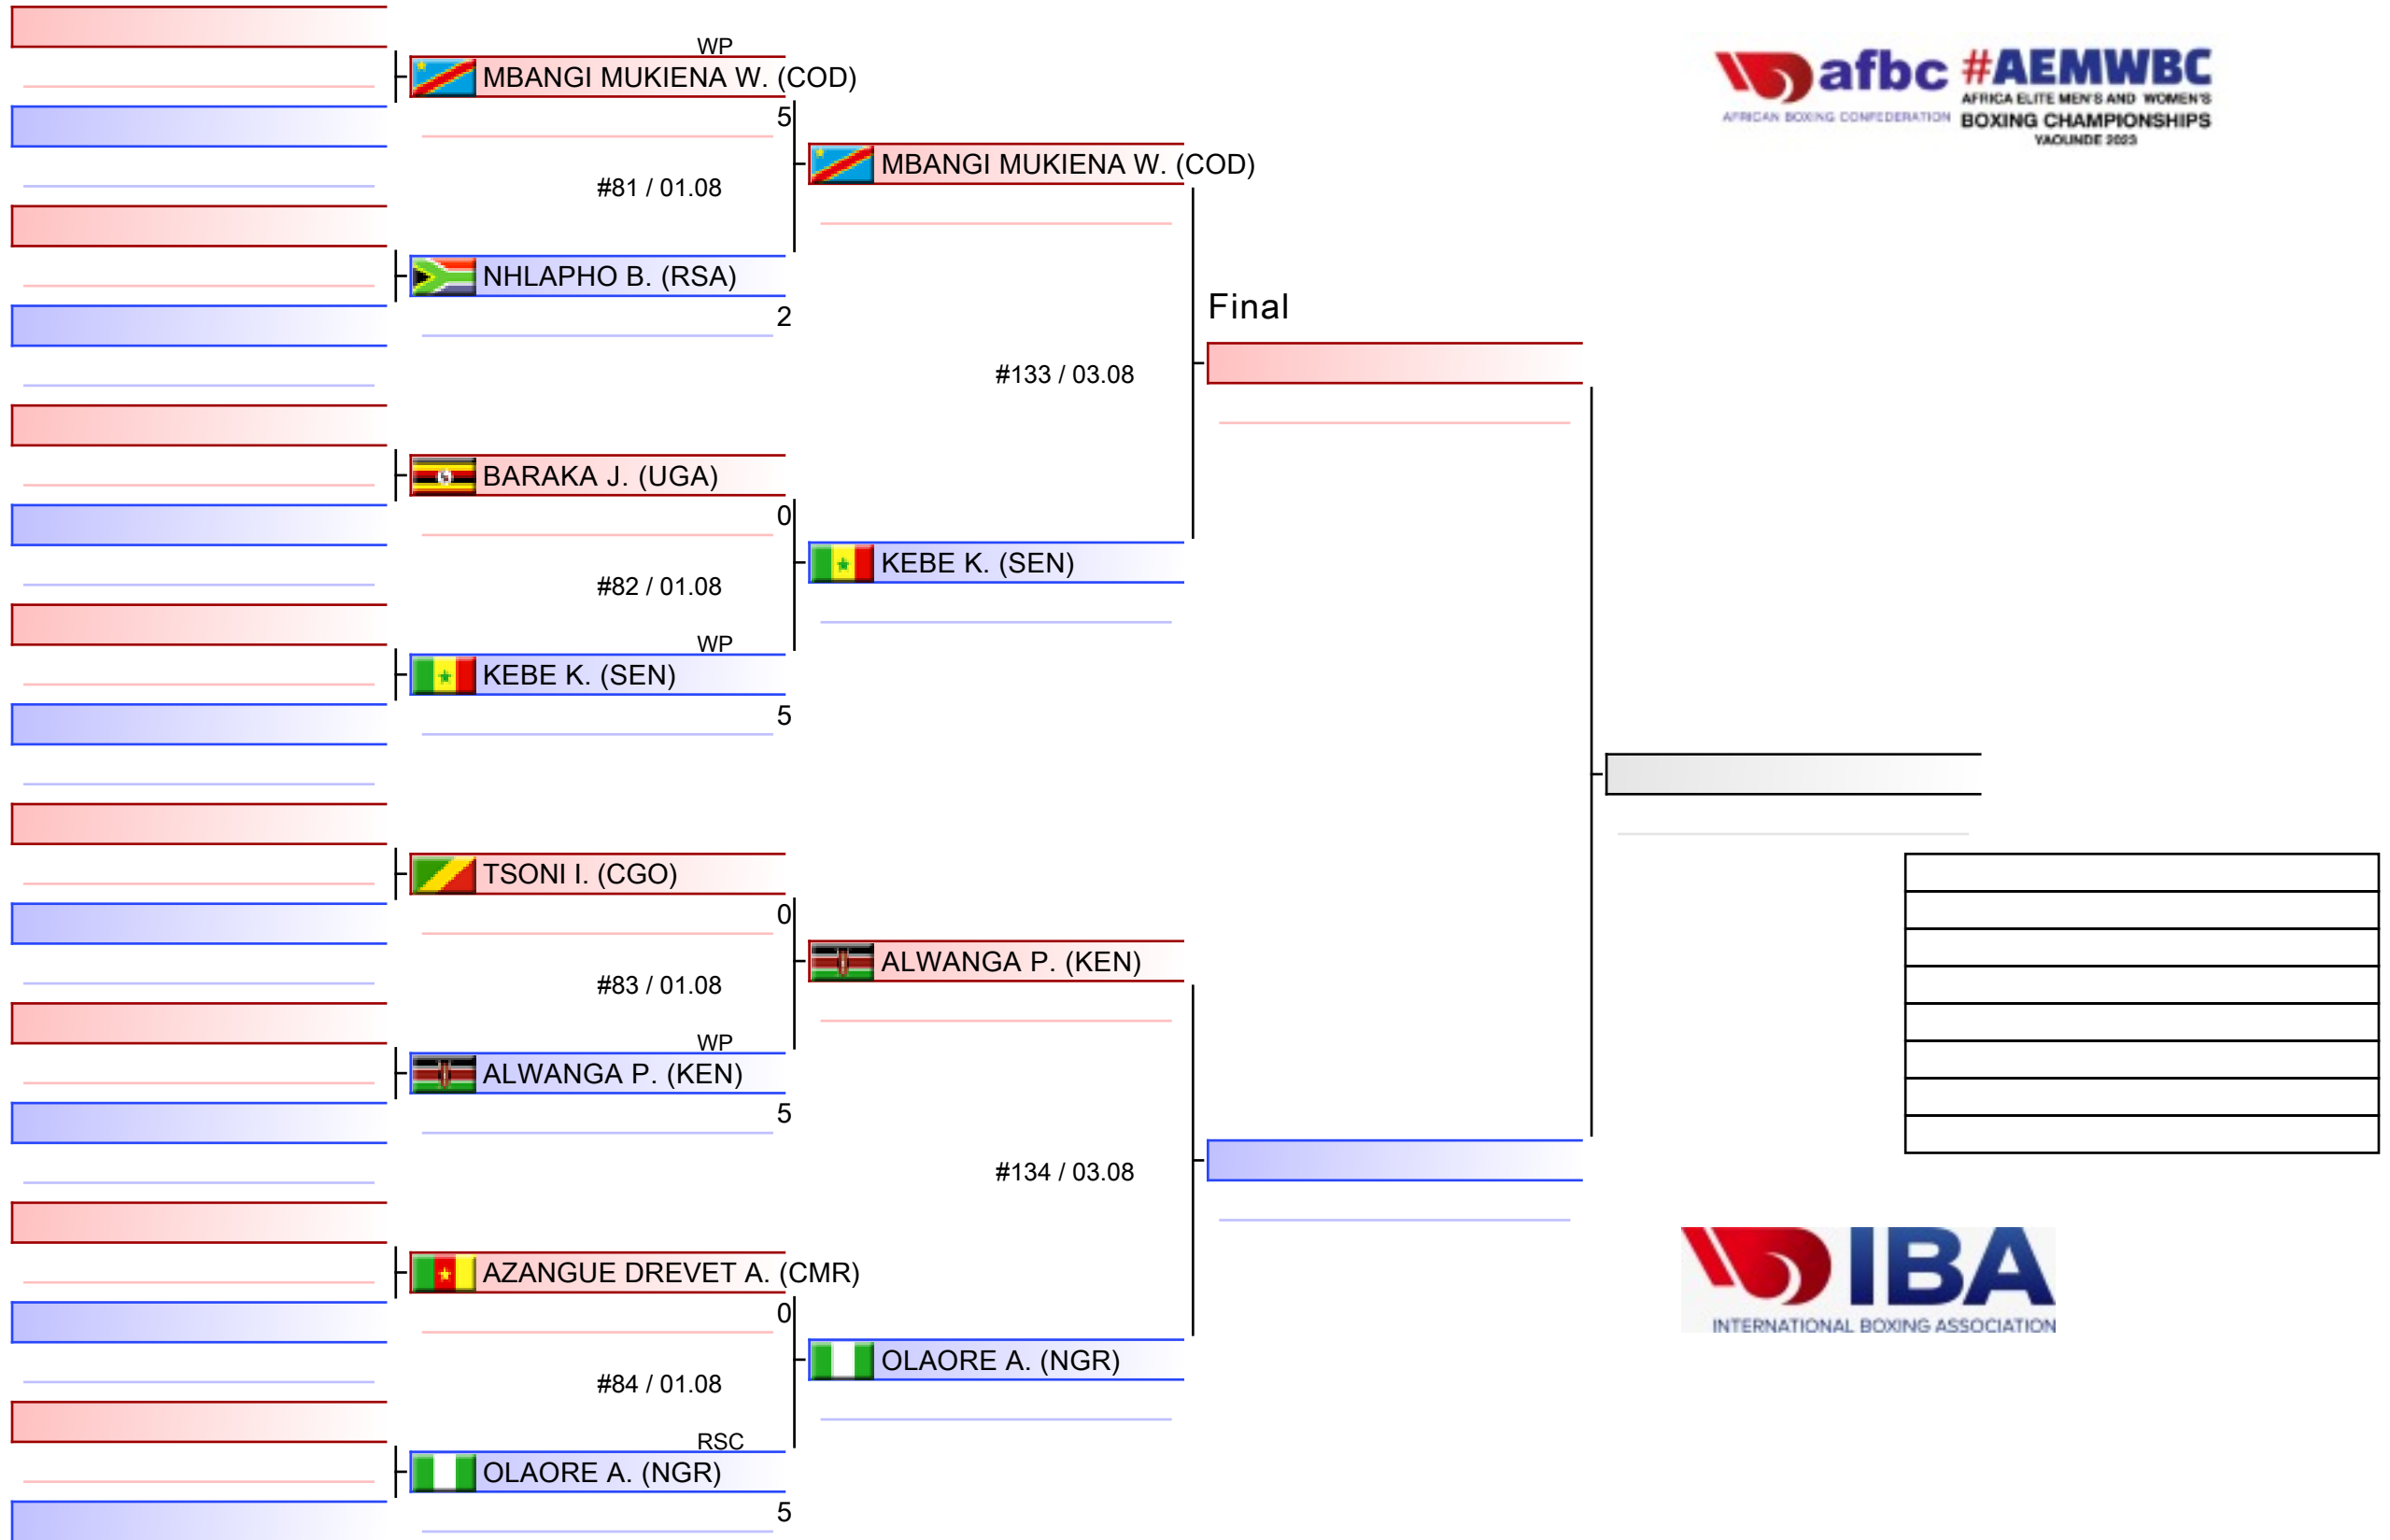 WP
MBANGI MUKIENA W. (COD)
5
#81 / 01.08
NHLAPHO B. (RSA)
2
BARAKA J. (UGA)
0
#82 / 01.08
WP
KEBE K. (SEN)
5
TSONI I. (CGO)
0
#83 / 01.08
WP
ALWANGA P. (KEN)
5
AZANGUE DREVET A. (CMR)
0
#84 / 01.08
RSC
OLAORE A. (NGR)
5
MBANGI MUKIENA W. (COD)
#133 / 03.08
KEBE K. (SEN)
ALWANGA P. (KEN)
#134 / 03.08
OLAORE A. (NGR)
Final
afbc
AFRICAN BOXING CONFEDERATION
#AEMWBC
AFRICA ELITE MEN'S AND WOMEN'S
BOXING CHAMPIONSHIPS
YAOUNDE 2023
IBA
INTERNATIONAL BOXING ASSOCIATION